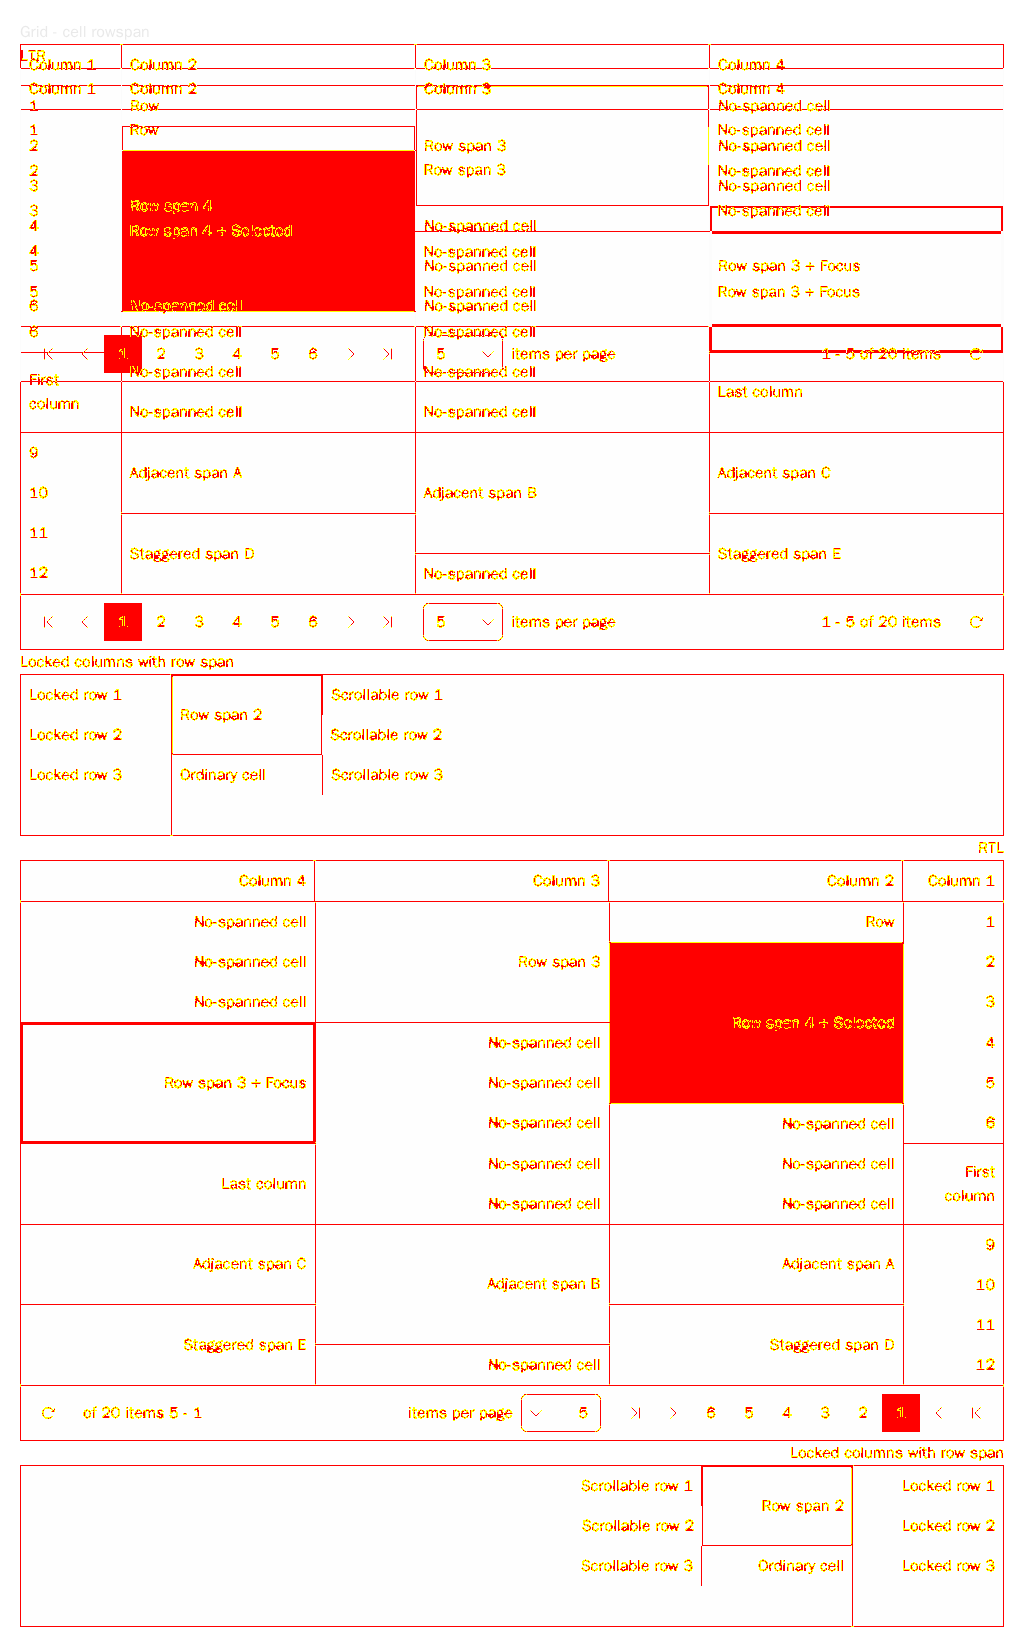 Grid - cell rowspan
LTR
Column 1 Column 2 Column 3 Column 4
Column 1 Column 2 Column 3 Column 4
1 Row No-spanned cell
1 Row No-spanned cell
2 Row span 3 No-spanned cell
2 Row span 3 No-spanned cell
3 No-spanned cell
3 Row span 4 No-spanned cell
4 Row span 4 + Selected No-spanned cell
4 No-spanned cell
5 No-spanned cell Row span 3 + Focus
5 No-spanned cell Row span 3 + Focus
6 No-spanned cell No-spanned cell
6 No-spanned cell No-spanned cell
1 2 3 4 5 6 5 items per page 1 - 5 of 20 items
First No-spanned cell No-spanned cell
Last column
column No-spanned cell No-spanned cell
9
Adjacent span A Adjacent span C
10 Adjacent span B
11
Staggered span D Staggered span E
12 No-spanned cell
1 2 3 4 5 6 5 items per page 1 - 5 of 20 items
Locked columns with row span
Locked row 1 Scrollable row 1
Row span 2
Locked row 2 Scrollable row 2
Locked row 3 Ordinary cell Scrollable row 3
RTL
Column 4 Column 3 Column 2 Column 1
No-spanned cell Row 1
No-spanned cell Row span 3 2
No-spanned cell 3
Row span 4 + Selected
No-spanned cell 4
Row span 3 + Focus No-spanned cell 5
No-spanned cell No-spanned cell 6
No-spanned cell No-spanned cell First
Last column
column
No-spanned cell No-spanned cell
9
Adjacent span C Adjacent span A
Adjacent span B 10
11
Staggered span E Staggered span D
No-spanned cell 12
of 20 items 5 - 1 items per page 5 6 5 4 3 2 1
Locked columns with row span
Scrollable row 1 Locked row 1
Row span 2
Scrollable row 2 Locked row 2
Scrollable row 3 Ordinary cell Locked row 3